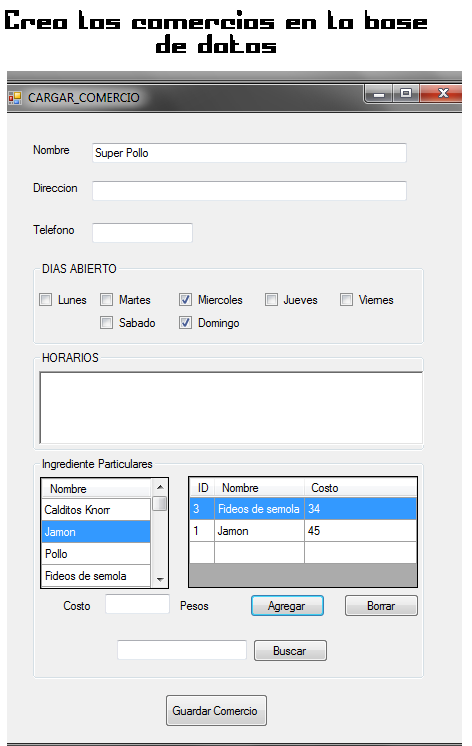 Crea los comercios en la base
de datos
CARGAR_COMERCIO
Nombre Super Pollo
Direccion
Telefono
DIAS ABIERTO
Lunes Martes Miercoles Jueves Viernes
Sabado Domingo
HORARIOS
Ingrediente Particulares
Nombre
Calditos Knorr
Jamon
Pollo
Fideos de semola
ID Nombre Costo
3 Fideos de semola 34
1 Jamon 45
Costo Pesos Agregar Borrar
Buscar
Guardar Comercio